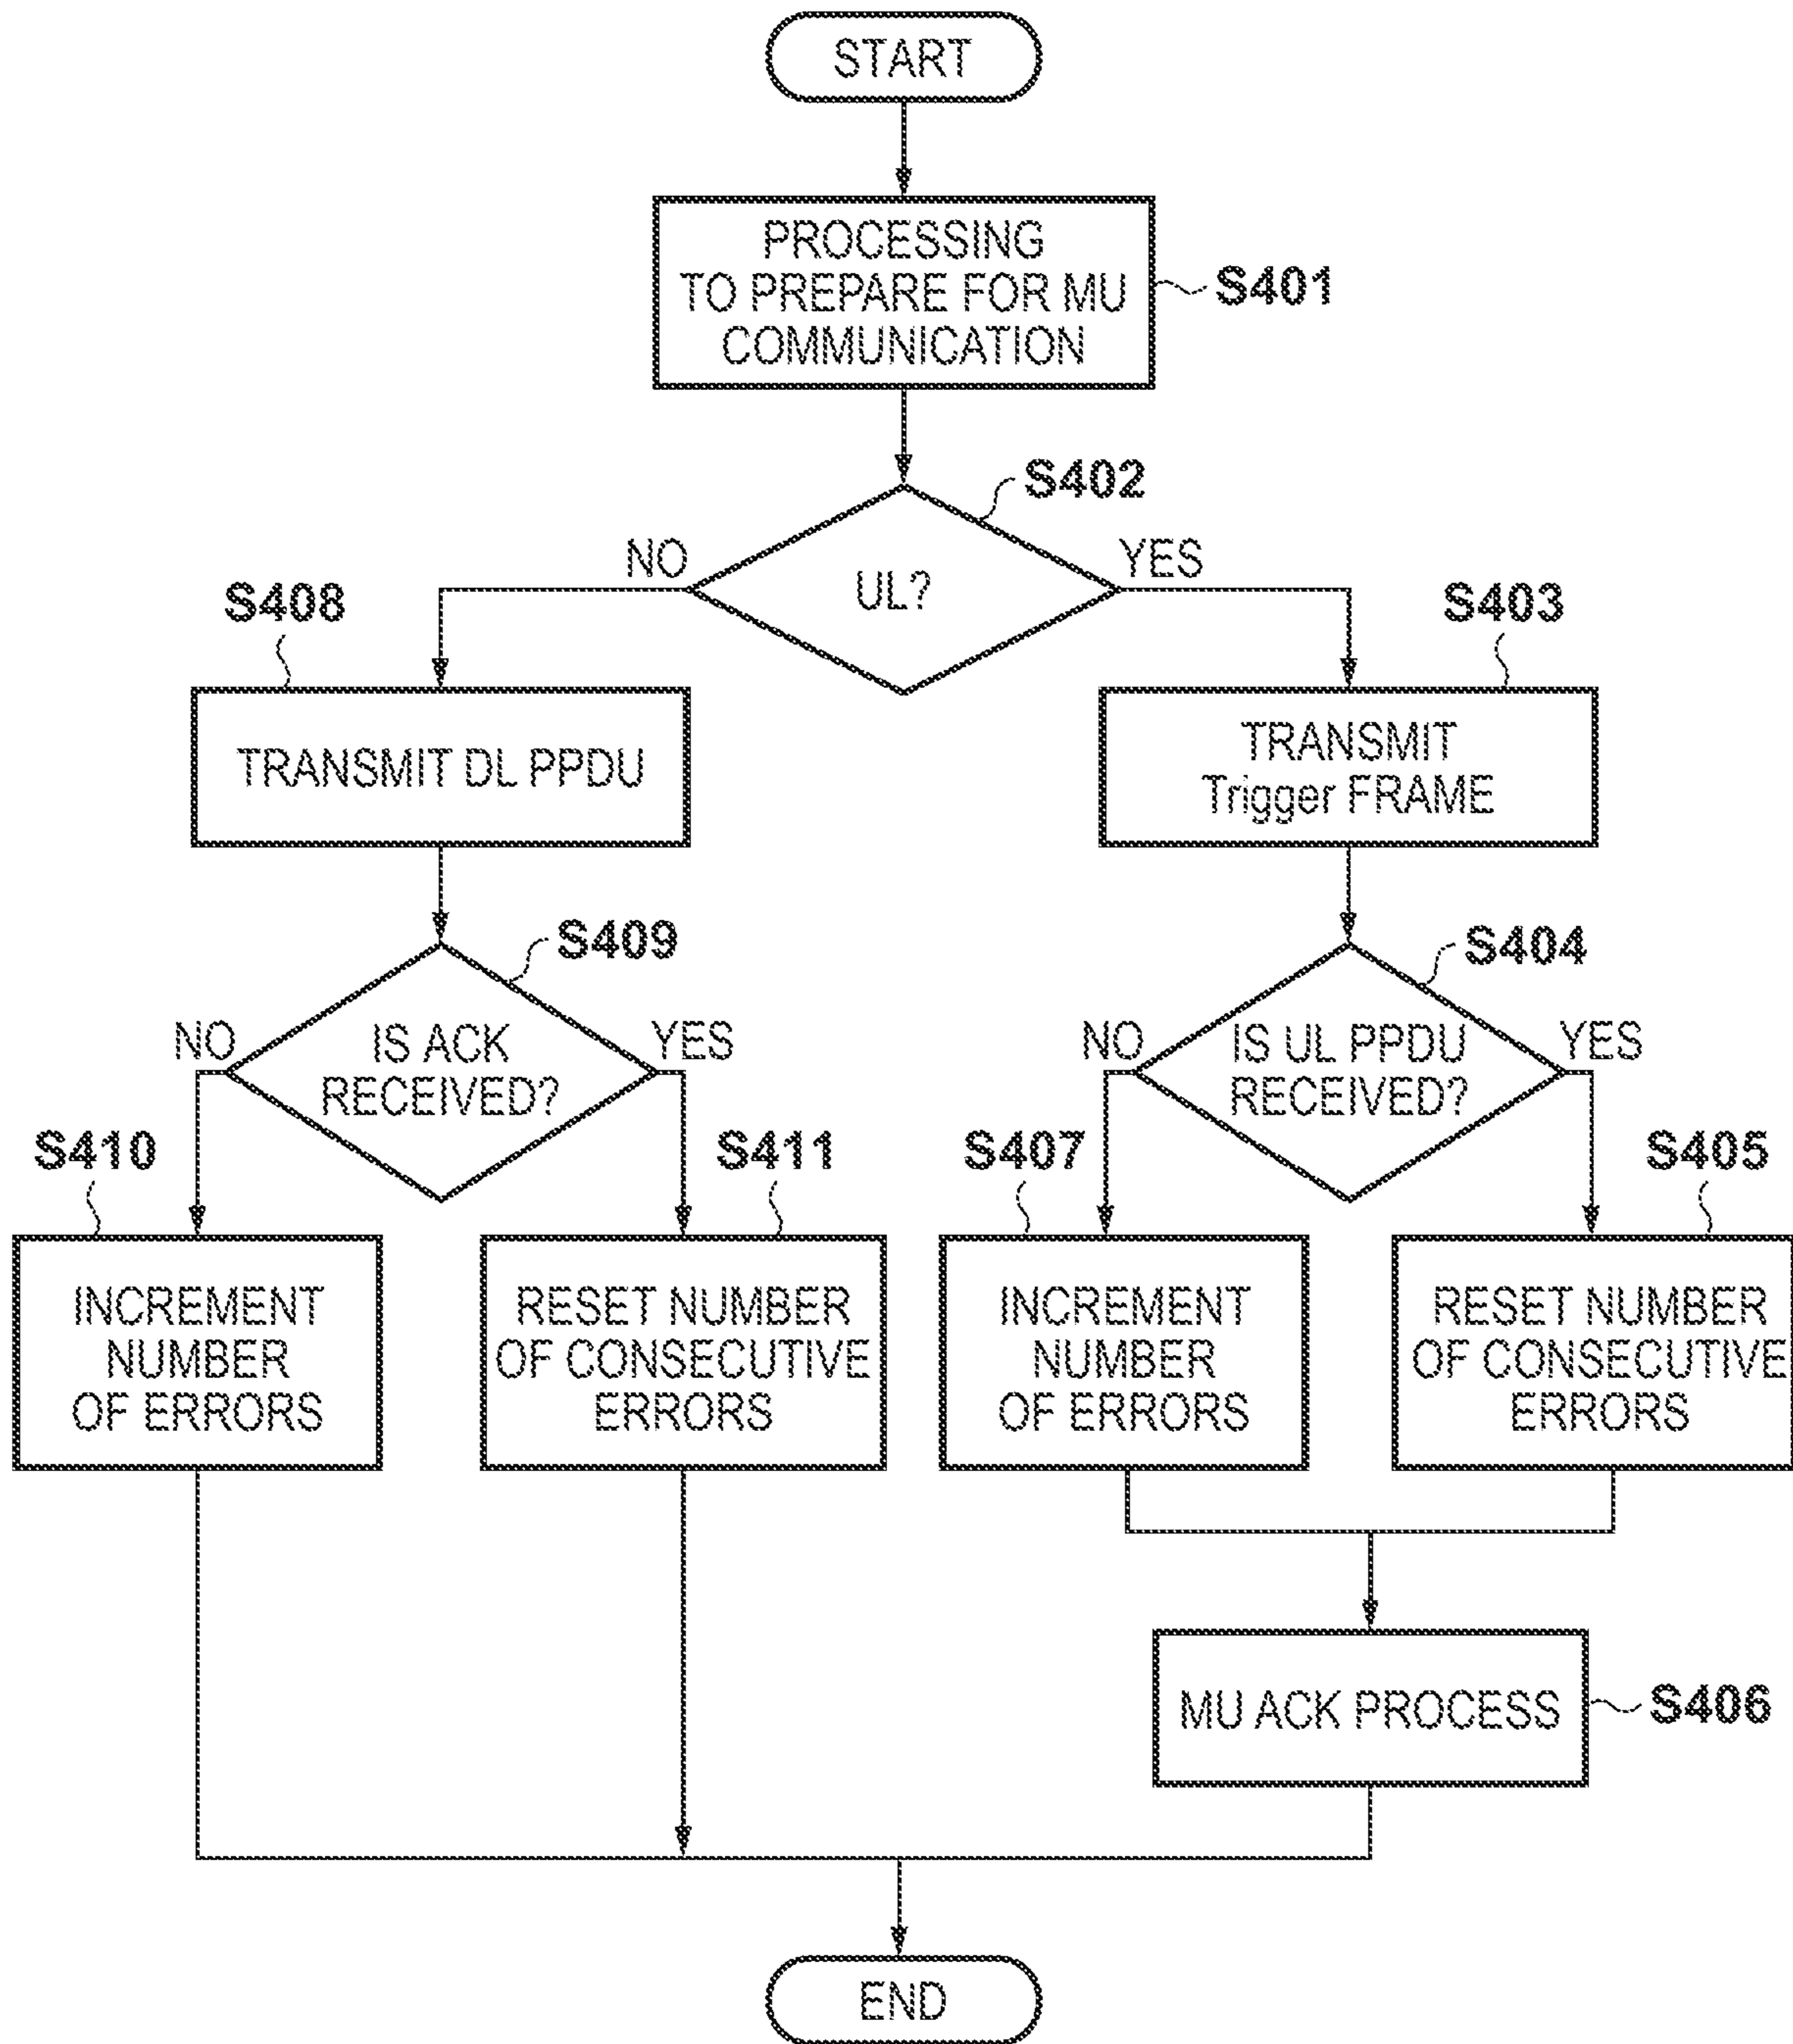 START
PROCESSING
TO PREPARE FOR MU
COMMUNICATION
S401
S402
NO
YES
UL?
S408
S403
TRANSMIT DL PPDU
TRANSMIT
Trigger FRAME
S409
S404
NO
IS ACK
RECEIVED?
YES
NO
IS UL PPDU
RECEIVED?
YES
S410
S411
S407
S405
INCREMENT
NUMBER
OF ERRORS
RESET NUMBER
OF CONSECUTIVE
ERRORS
INCREMENT
NUMBER
OF ERRORS
RESET NUMBER
OF CONSECUTIVE
ERRORS
MU ACK PROCESS
S406
END